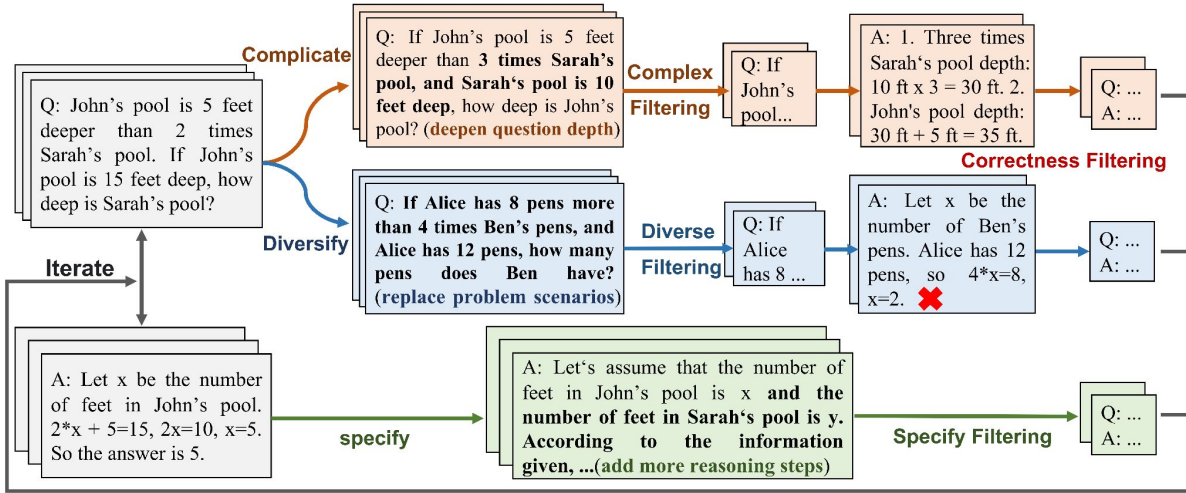 Q: John's pool is 5 feet
deeper than 2 times
Sarah's pool. If John's
pool is 15 feet deep, how
deep is Sarah's pool?
Complicate
Q: If John's pool is 5 feet
deeper than 3 times Sarah's
pool, and Sarah's pool is 10
feet deep, how deep is John's
pool? (deepen question depth)
Complex
Filtering
Q: If
John's
pool...
A: 1. Three times
Sarah's pool depth:
10 ft x 3 = 30 ft. 2.
John's pool depth:
30 ft + 5 ft = 35 ft.
Q: ...
A: ...
Correctness Filtering
Diversify
Q: If Alice has 8 pens more
than 4 times Ben's pens, and
Alice has 12 pens, how many
pens does Ben have?
(replace problem scenarios)
Diverse
Filtering
Q: If
Alice
has 8 ...
A: Let x be the
number of Ben's
pens. Alice has 12
pens, so 4*x=8,
x=2.
Q: ...
A: ...
Iterate
A: Let x be the number
of feet in John's pool.
2*x + 5=15, 2x=10, x=5.
So the answer is 5.
specify
A: Let's assume that the number of
feet in John's pool is x and the
number of feet in Sarah's pool is y.
According to the information
given, ...(add more reasoning steps)
Specify Filtering
Q: ...
A: ...